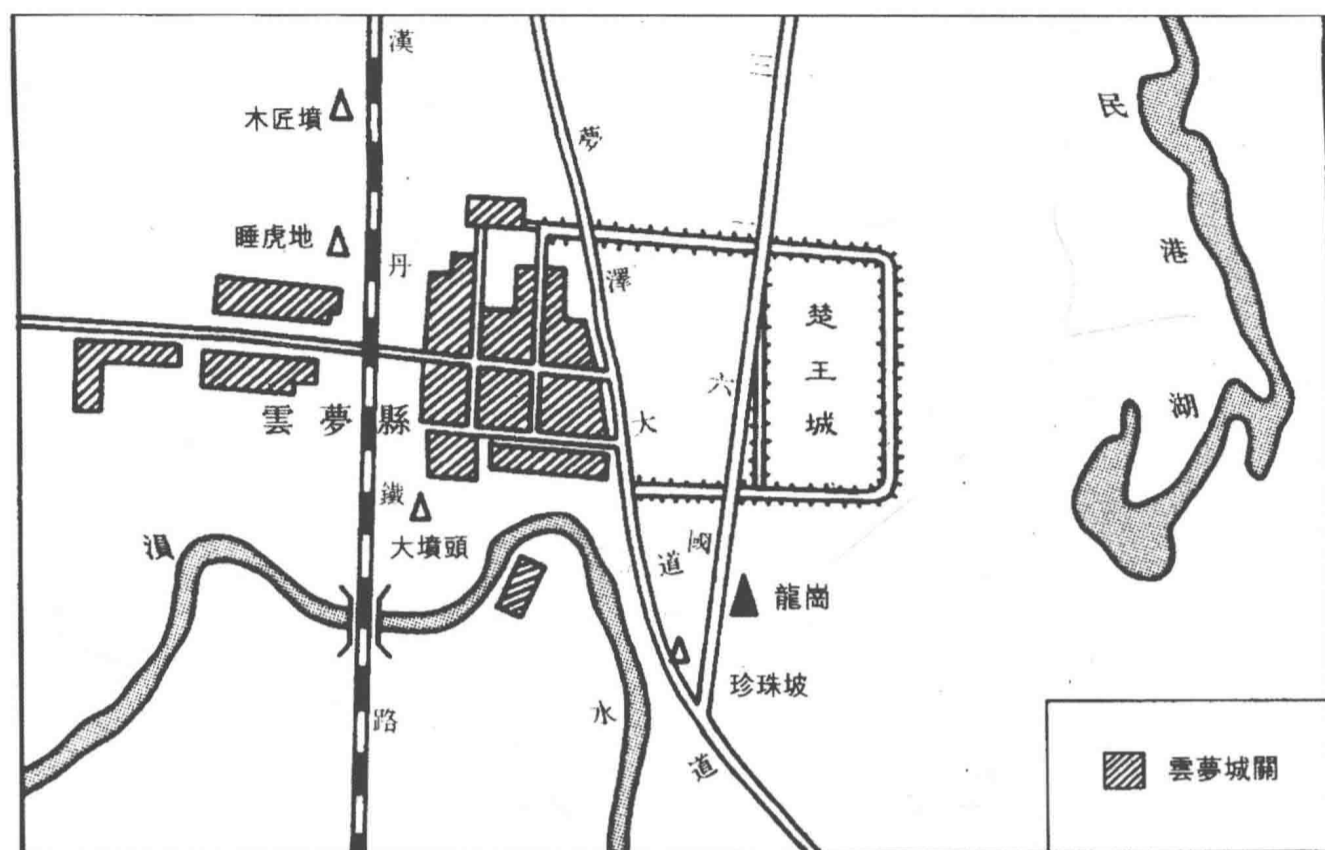 漢丹鐵路
木匠墳
睡虎地
夢澤大道
三一六國道
民港湖
楚王城
雲夢縣
大墳頭
溳水
龍崗
珍珠坡
雲夢城關